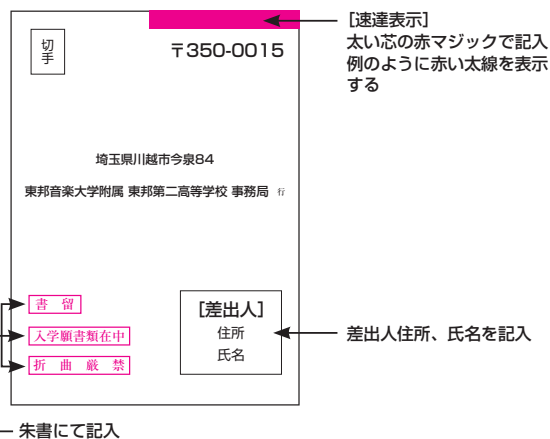 [速達表示]
太い芯の赤マジックで記入
例のように赤い太線を表示
する
切手
〒350-0015
埼玉県川越市今泉84
東邦音楽大学附属 東邦第二高等学校 事務局 行
書 留
入学願書類在中
折 曲 厳 禁
[差出人]
住所
氏名
差出人住所、氏名を記入
朱書にて記入